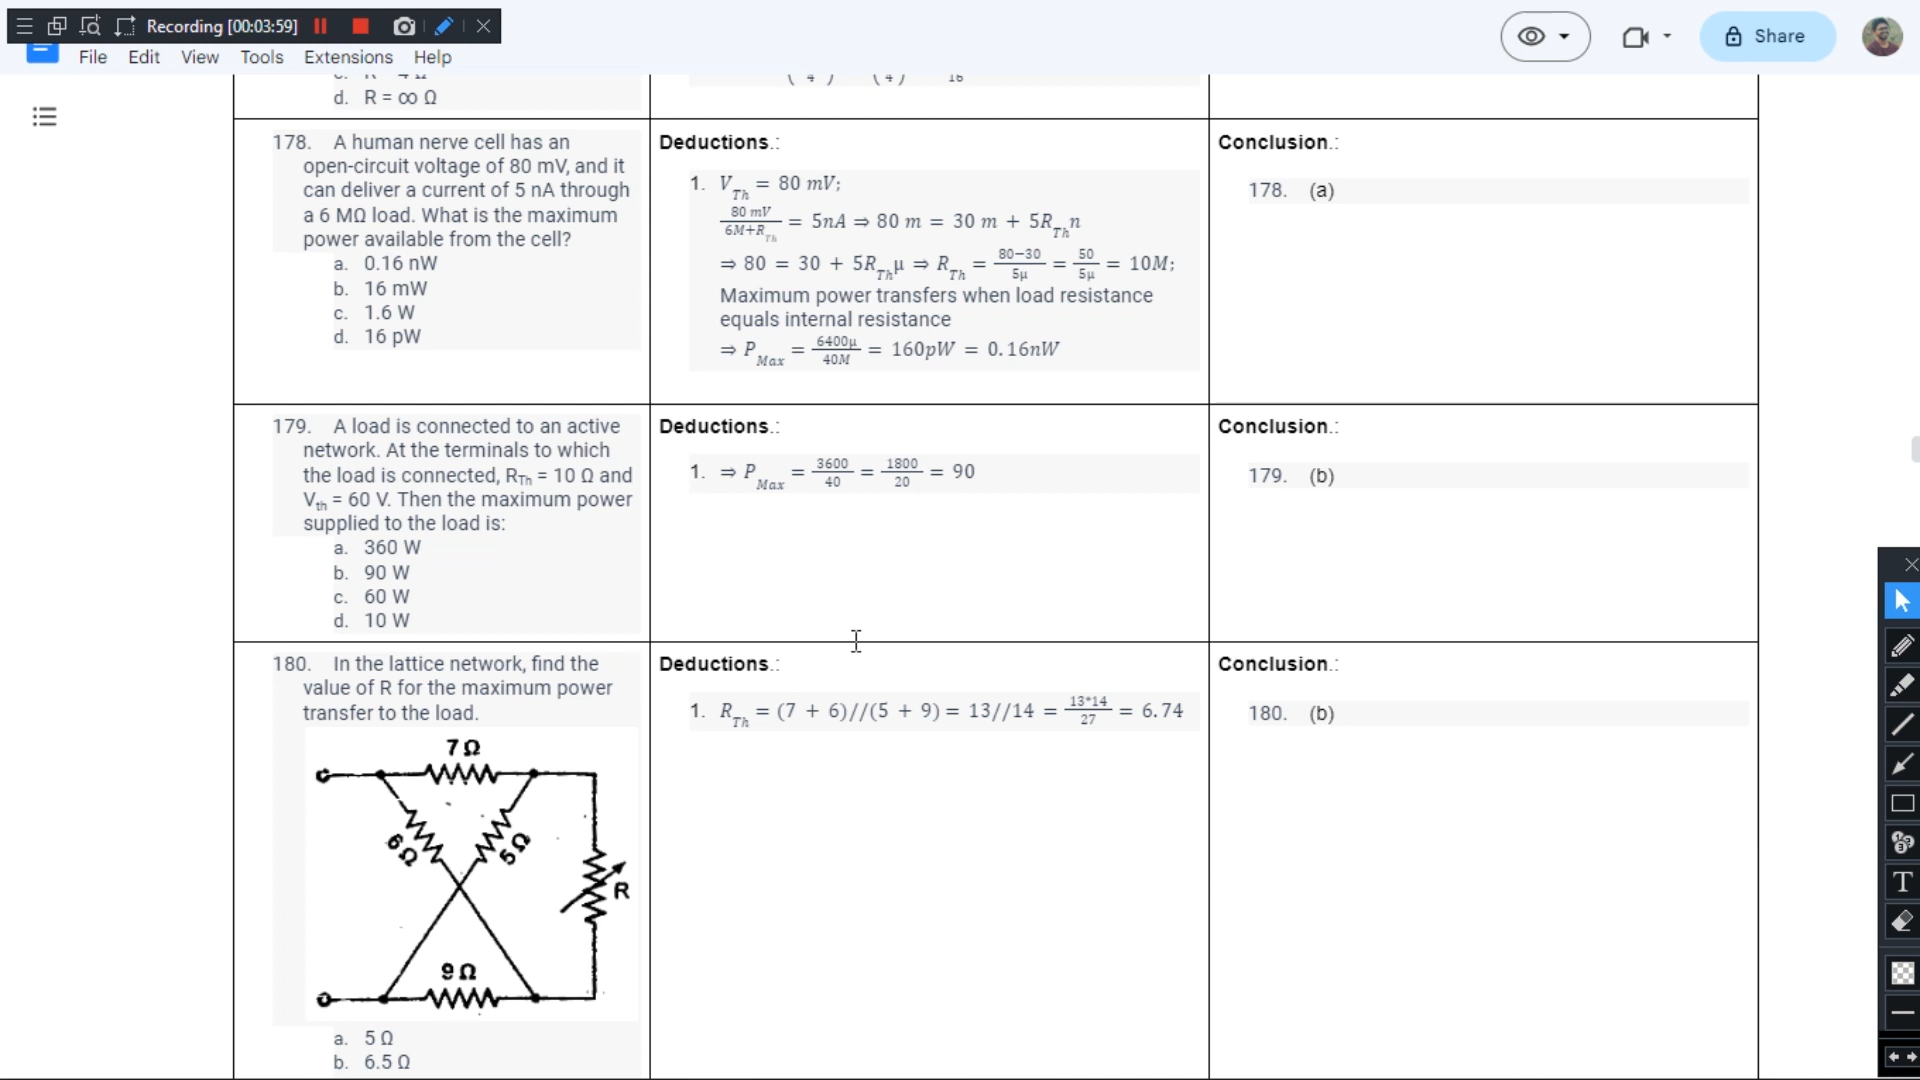 Recording [00:03:59]
File Edit View Tools Extensions Help
Share
d. R = ∞ Ω
16
178. A human nerve cell has an
open-circuit voltage of 80 mV, and it
can deliver a current of 5 nA through
a 6 MΩ load. What is the maximum
power available from the cell?
a. 0.16 nW
b. 16 mW
c. 1.6 W
d. 16 pW
Deductions.:
1. V_Th = 80 mV;
80 mV/(6M+R_Th) = 5nA ⇒ 80 m = 30 m + 5R_Th n
⇒ 80 = 30 + 5R_Th μ ⇒ R_Th = (80−30)/5μ = 50/5μ = 10M;
Maximum power transfers when load resistance
equals internal resistance
⇒ P_Max = 6400μ/40M = 160pW = 0.16nW
Conclusion.:
178. (a)
179. A load is connected to an active
network. At the terminals to which
the load is connected, R_Th = 10 Ω and
V_th = 60 V. Then the maximum power
supplied to the load is:
a. 360 W
b. 90 W
c. 60 W
d. 10 W
Deductions.:
1. ⇒ P_Max = 3600/40 = 1800/20 = 90
Conclusion.:
179. (b)
180. In the lattice network, find the
value of R for the maximum power
transfer to the load.
7Ω
6Ω
5Ω
R
9Ω
a. 5 Ω
b. 6.5 Ω
Deductions.:
1. R_Th = (7 + 6)//(5 + 9) = 13//14 = 13*14/27 = 6.74
Conclusion.:
180. (b)
T